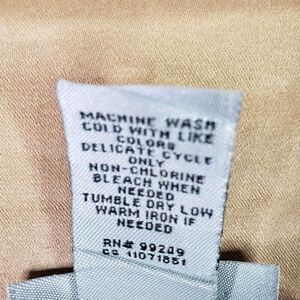 MACHINE WASH
COLD WITH LIKE
COLORS
DELICATE CYCLE
ONLY
NON-CHLORINE
BLEACH WHEN
NEEDED
TUMBLE DRY LOW
WARM IRON IF
NEEDED
RN# 99249
CS 11071851